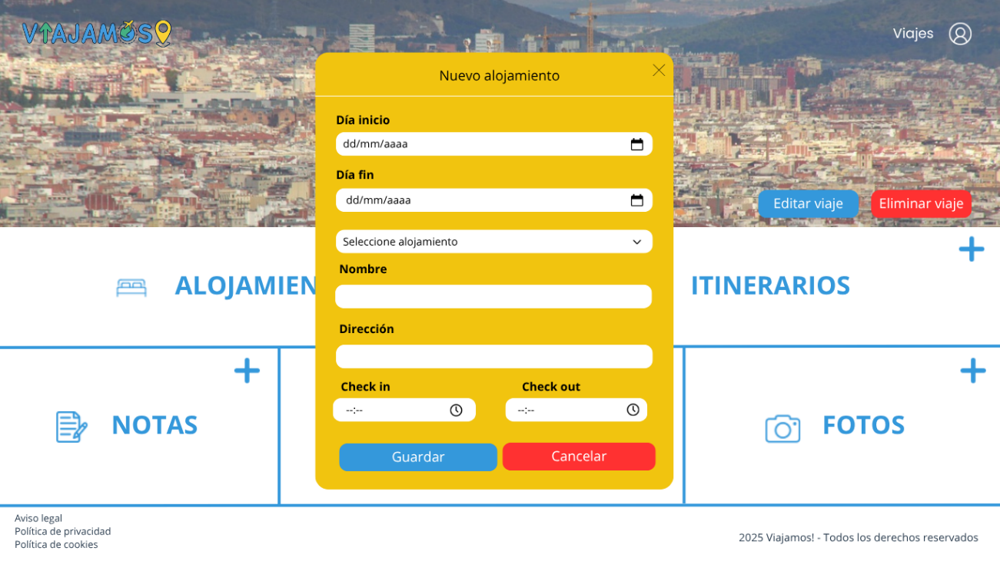 VIAJAMOS
Viajes
Nuevo alojamiento
Día inicio
dd/mm/aaaa
Día fin
dd/mm/aaaa
Editar viaje
Eliminar viaje
Seleccione alojamiento
Nombre
ALOJAMIEN
ITINERARIOS
Dirección
Check in
Check out
--:--
--:--
NOTAS
FOTOS
Guardar
Cancelar
Aviso legal
Política de privacidad
Política de cookies
2025 Viajamos! - Todos los derechos reservados